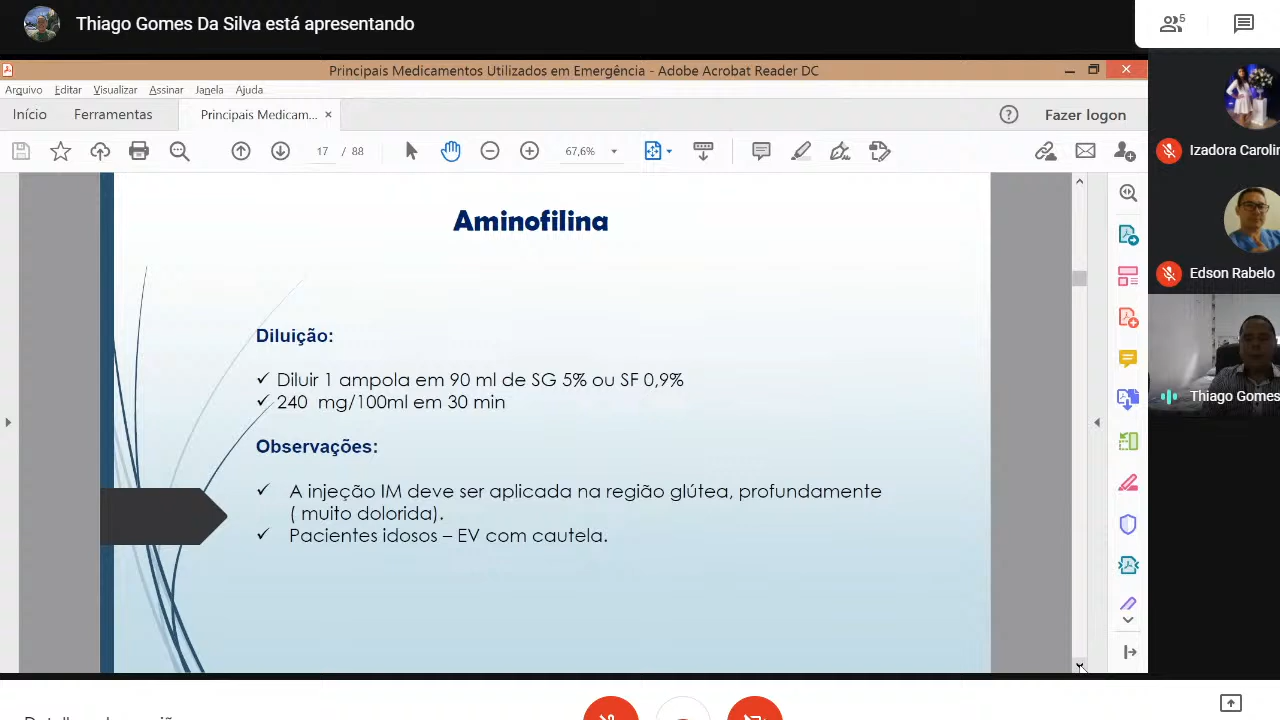 Thiago Gomes Da Silva está apresentando
5
Principais Medicamentos Utilizados em Emergência - Adobe Acrobat Reader DC
Arquivo Editar Visualizar Assinar Janela Ajuda
Início Ferramentas Principais Medicam... × Fazer logon
17 / 88 67,6%
Izadora Carolin
Edson Rabelo
Thiago Gomes
Aminofilina
Diluição:
✓ Diluir 1 ampola em 90 ml de SG 5% ou SF 0,9%
✓ 240 mg/100ml em 30 min
Observações:
✓ A injeção IM deve ser aplicada na região glútea, profundamente
( muito dolorida).
✓ Pacientes idosos – EV com cautela.